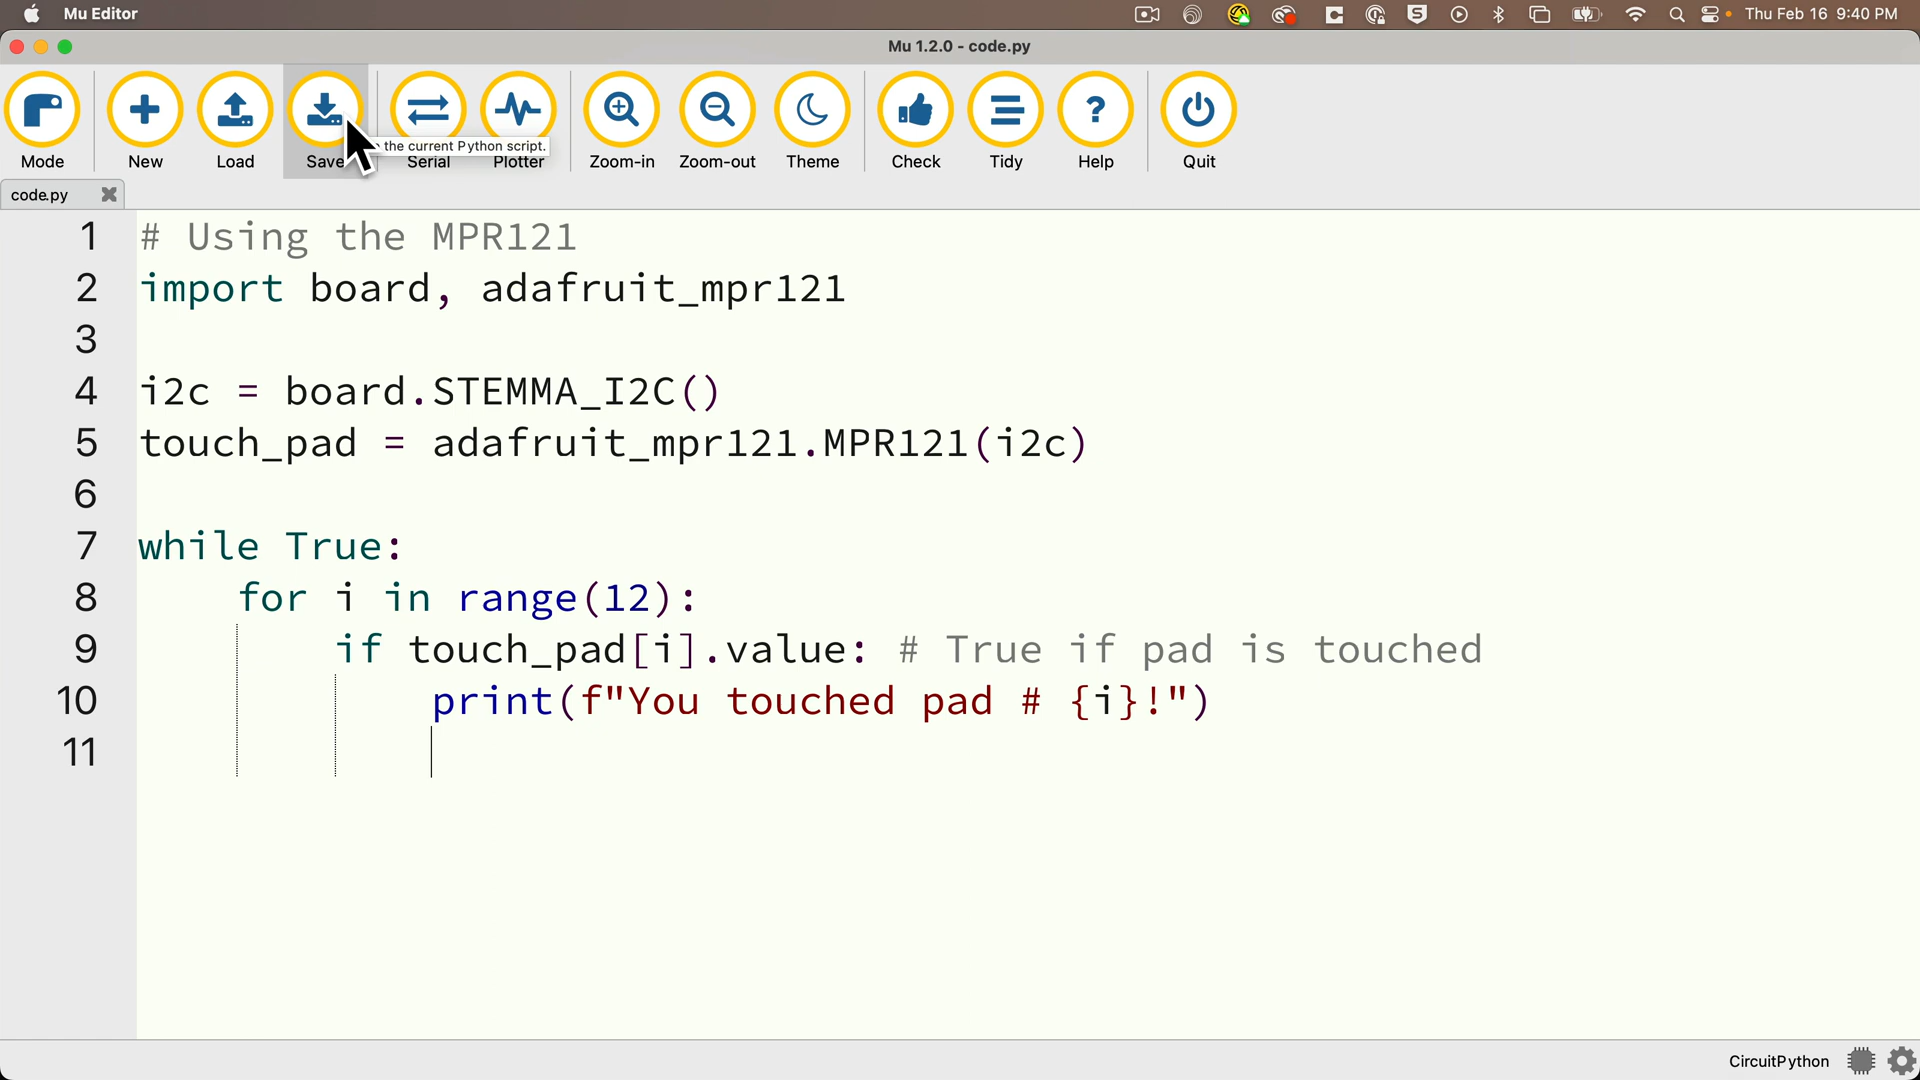 Mu Editor
Thu Feb 16 9:40 PM
Mu 1.2.0 - code.py
Mode
New
Load
Save
Serial
Plotter
Zoom-in
Zoom-out
Theme
Check
Tidy
Help
Quit
the current Python script.
code.py
1 # Using the MPR121
2 import board, adafruit_mpr121
3
4 i2c = board.STEMMA_I2C()
5 touch_pad = adafruit_mpr121.MPR121(i2c)
6
7 while True:
8 for i in range(12):
9 if touch_pad[i].value: # True if pad is touched
10 print(f"You touched pad # {i}!")
11
CircuitPython